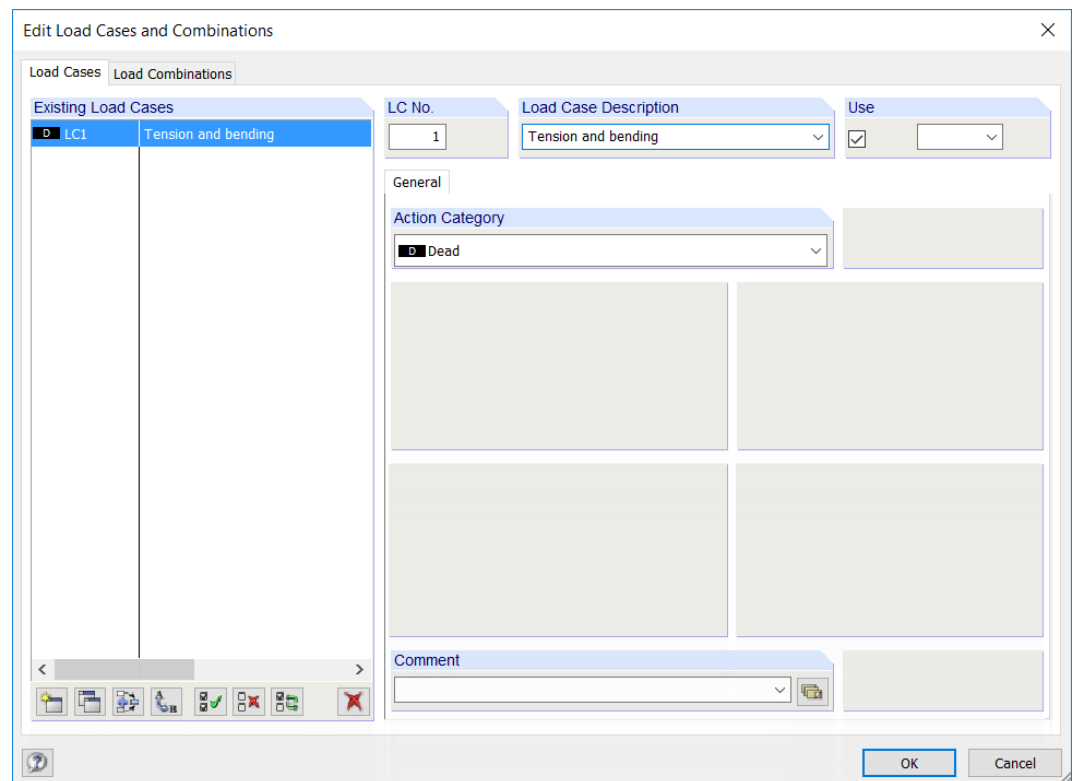 Edit Load Cases and Combinations
Load Cases Load Combinations
Existing Load Cases
D LC1 Tension and bending
LC No.
1
Load Case Description
Tension and bending
Use
General
Action Category
D Dead
Comment
OK Cancel